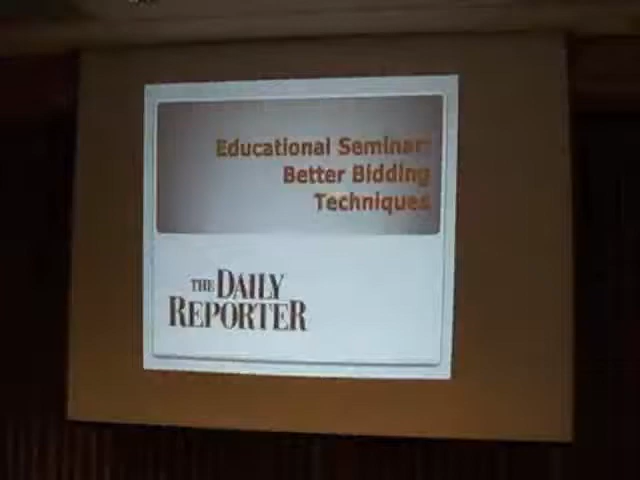 Educational Seminar:
Better Bidding
Techniques
THE DAILY
REPORTER